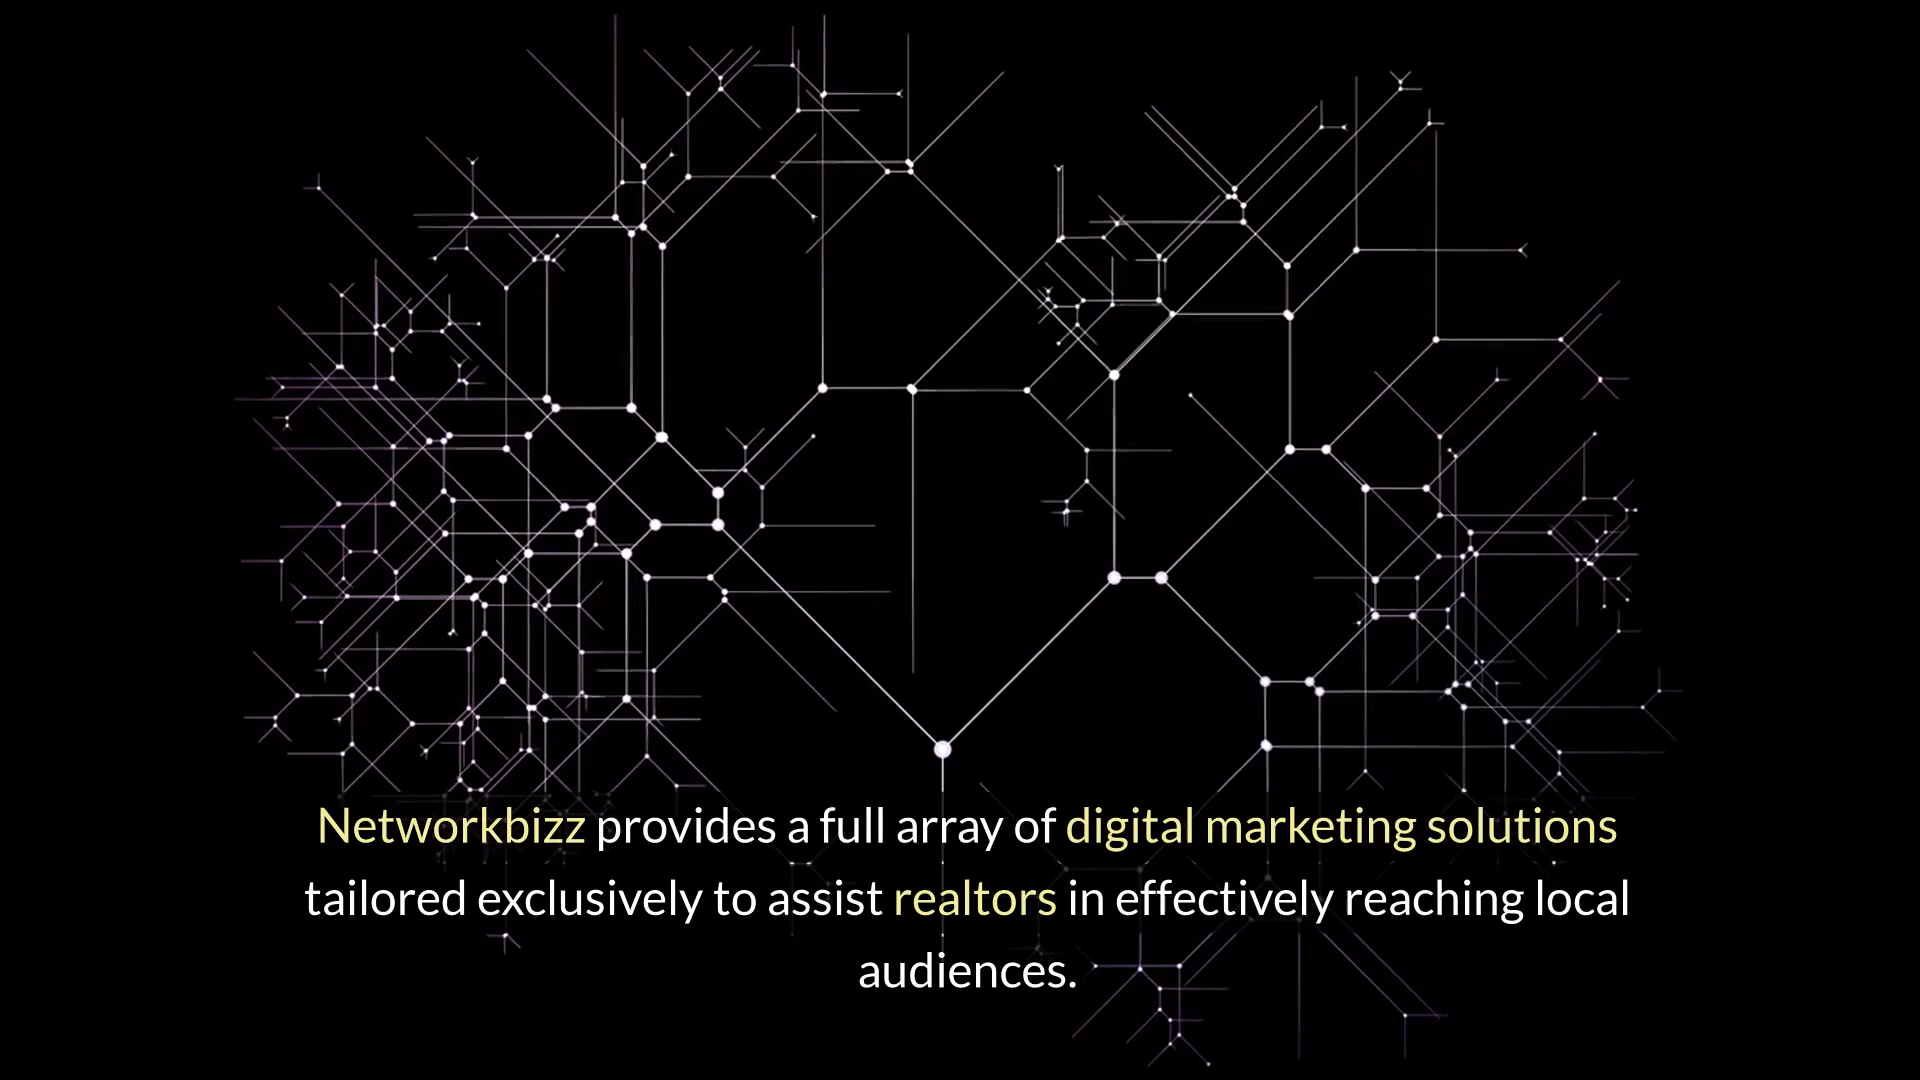 Networkbizz provides a full array of digital marketing solutions
tailored exclusively to assist realtors in effectively reaching local
audiences.